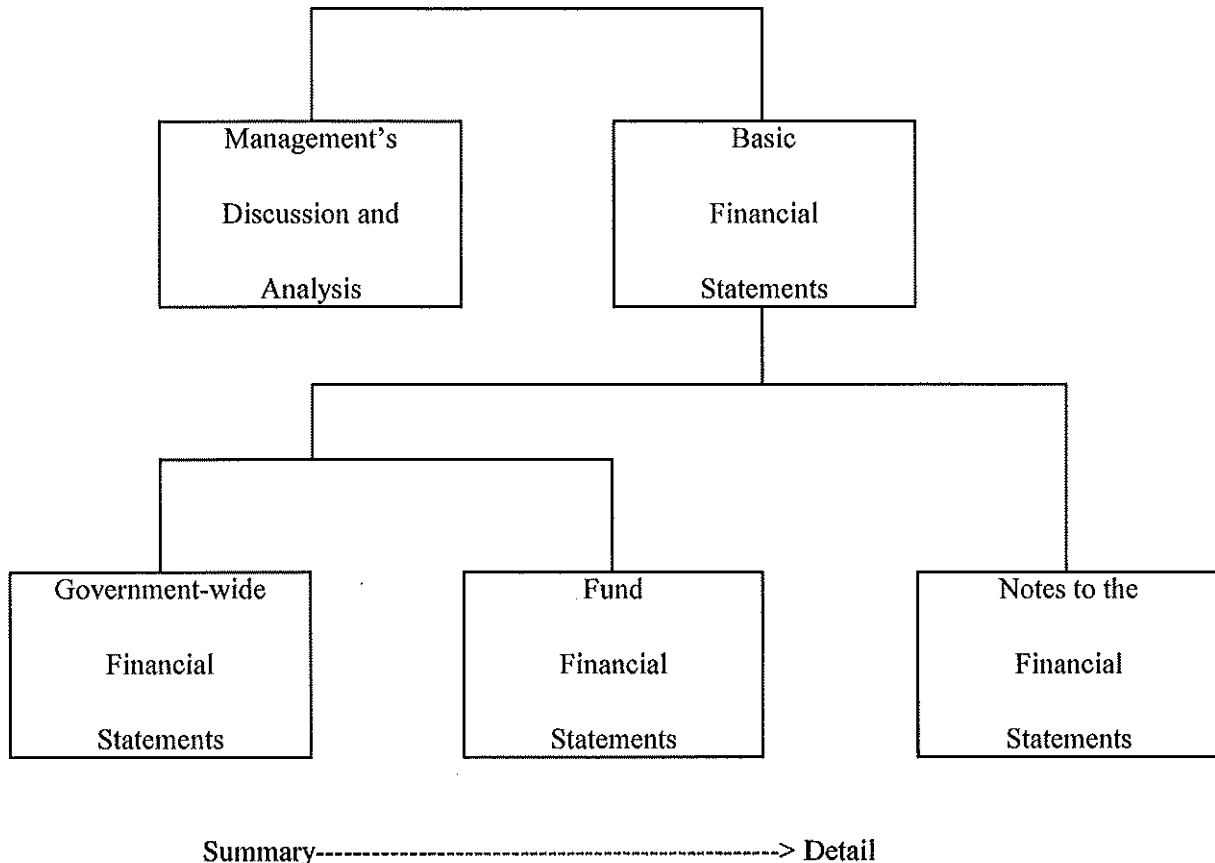 Management's
Discussion and
Analysis
Basic
Financial
Statements
Government-wide
Financial
Statements
Fund
Financial
Statements
Notes to the
Financial
Statements
Summary-----------------------------------------> Detail